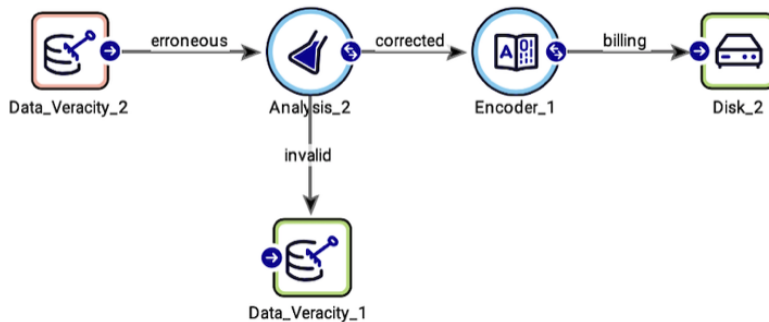 erroneous
corrected
billing
Data_Veracity_2
Analysis_2
Encoder_1
Disk_2
invalid
Data_Veracity_1